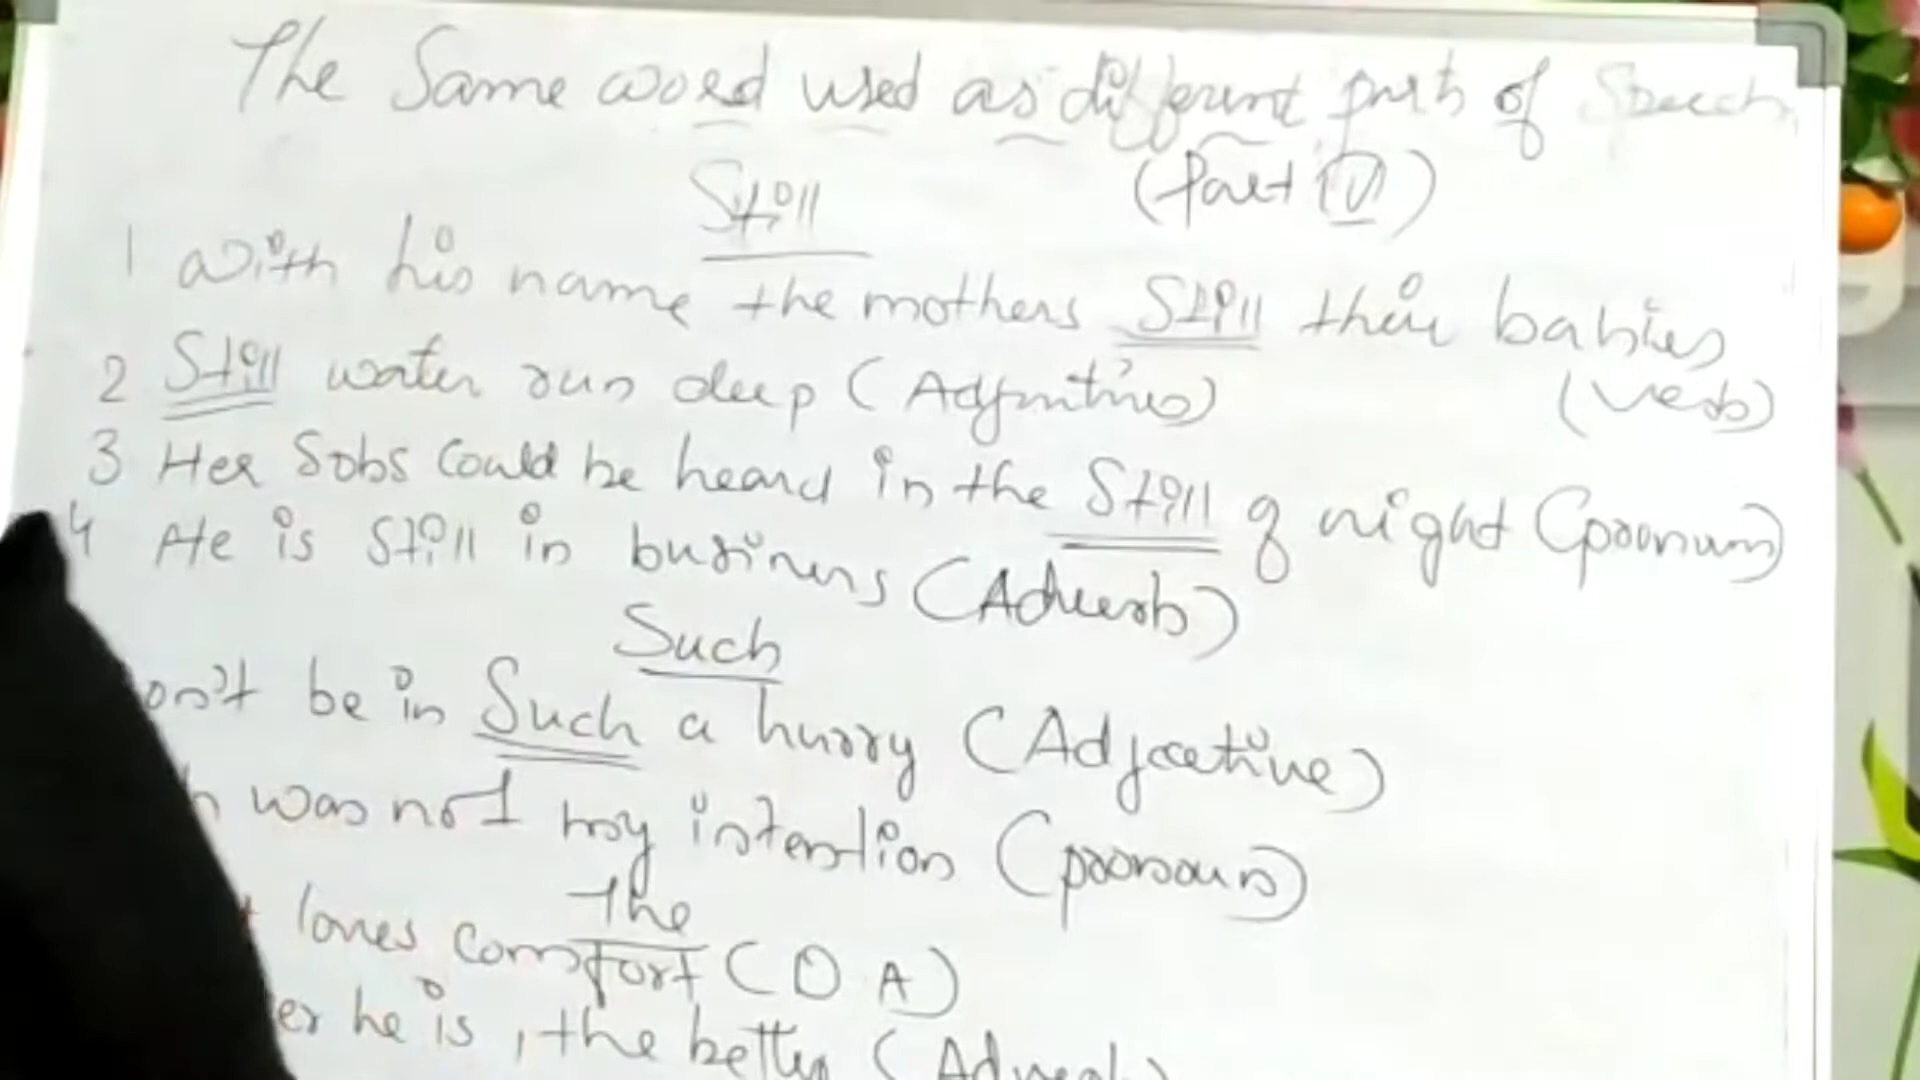 The Same word used as different parts of Speech
(Part IV)
Still
1 with his name the mothers Still their babies
(verb)
2 Still water run deep (Adjective)
3 Her Sobs Could be heard in the Still of night (pronoun)
4 He is Still in business (Adverb)
Such
be in Such a hurry (Adjective)
was not my intention (pronoun)
The
loves comfort (D A)
he is, the better (Adverb)